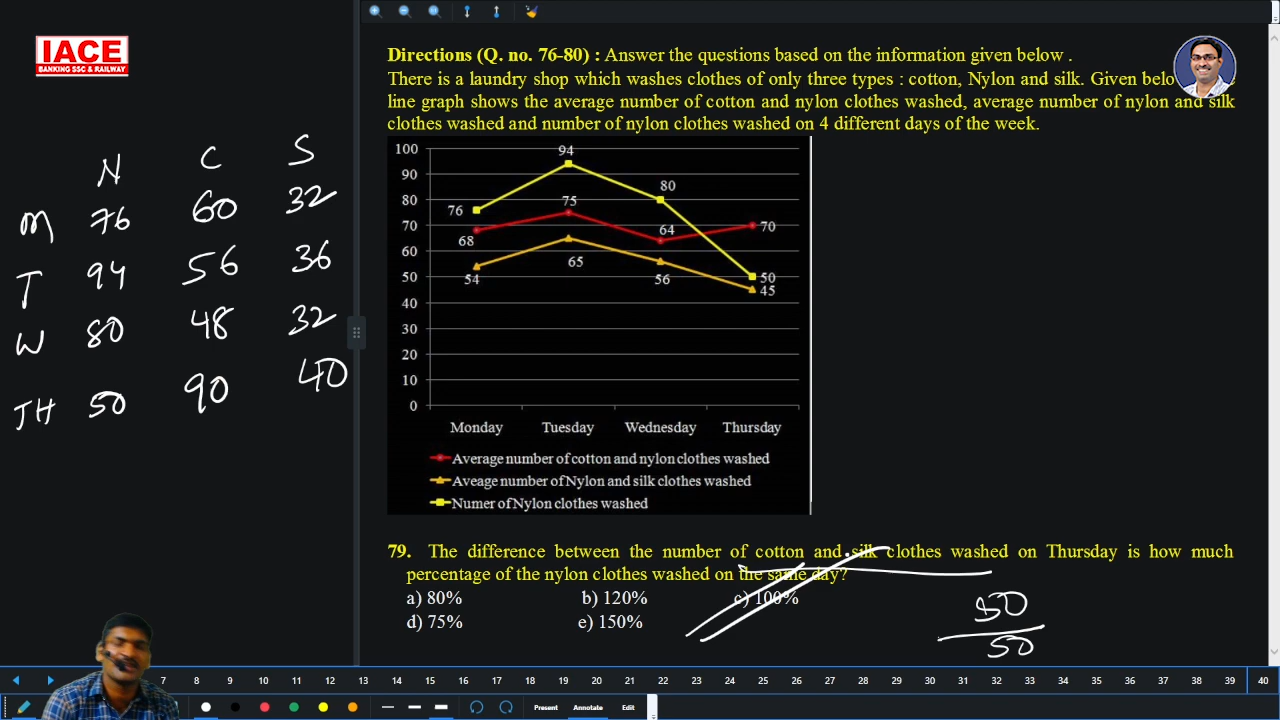 IACE
BANKING SSC & RAILWAY
Directions (Q. no. 76-80) : Answer the questions based on the information given below .
There is a laundry shop which washes clothes of only three types : cotton, Nylon and silk. Given belo
line graph shows the average number of cotton and nylon clothes washed, average number of nylon and silk
clothes washed and number of nylon clothes washed on 4 different days of the week.
N C S
M 76 60 32
T 94 56 36
W 80 48 32
TH 50 90 40
100
90
80
70
60
50
40
30
20
10
0
76 94 80 50
68 75 64 70
54 65 56 45
Monday Tuesday Wednesday Thursday
Average number of cotton and nylon clothes washed
Aveage number of Nylon and silk clothes washed
Numer of Nylon clothes washed
79. The difference between the number of cotton and silk clothes washed on Thursday is how much
percentage of the nylon clothes washed on the same day?
a) 80% b) 120% c) 100%
d) 75% e) 150%
50
50
7 8 9 10 11 12 13 14 15 16 17 18 19 20 21 22 23 24 25 26 27 28 29 30 31 32 33 34 35 36 37 38 39 40
Present Annotate Edit